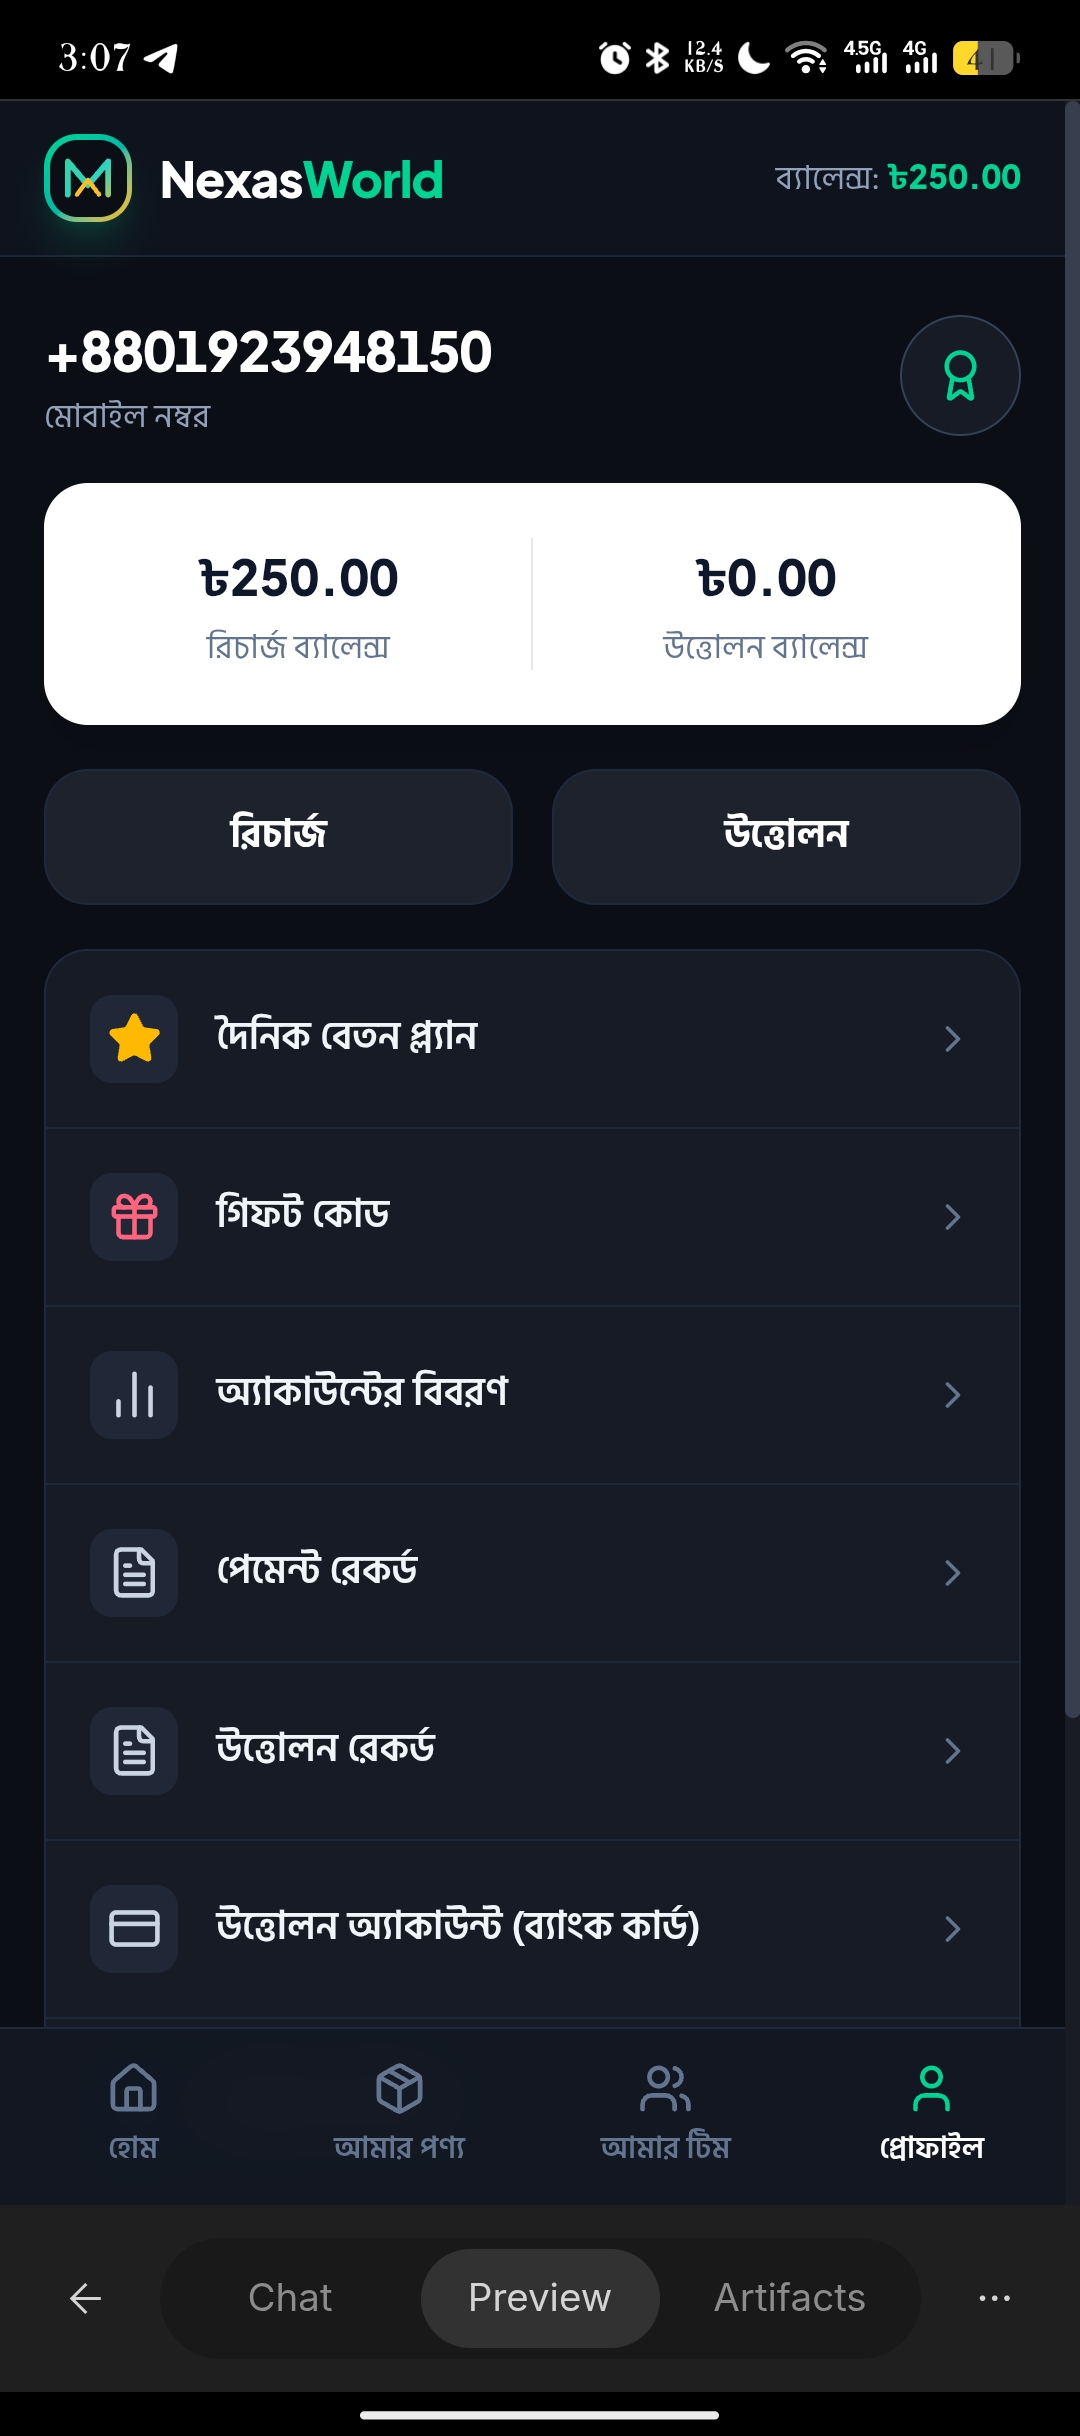 3:07
12.4
KB/S
4.5G
4G
41
NexasWorld
ব্যালেন্স: ৳250.00
+8801923948150
মোবাইল নম্বর
৳250.00
৳0.00
রিচার্জ ব্যালেন্স
উত্তোলন ব্যালেন্স
রিচার্জ
উত্তোলন
দৈনিক বেতন প্ল্যান
গিফট কোড
অ্যাকাউন্টের বিবরণ
পেমেন্ট রেকর্ড
উত্তোলন রেকর্ড
উত্তোলন অ্যাকাউন্ট (ব্যাংক কার্ড)
হোম
আমার পণ্য
আমার টিম
প্রোফাইল
Chat
Preview
Artifacts